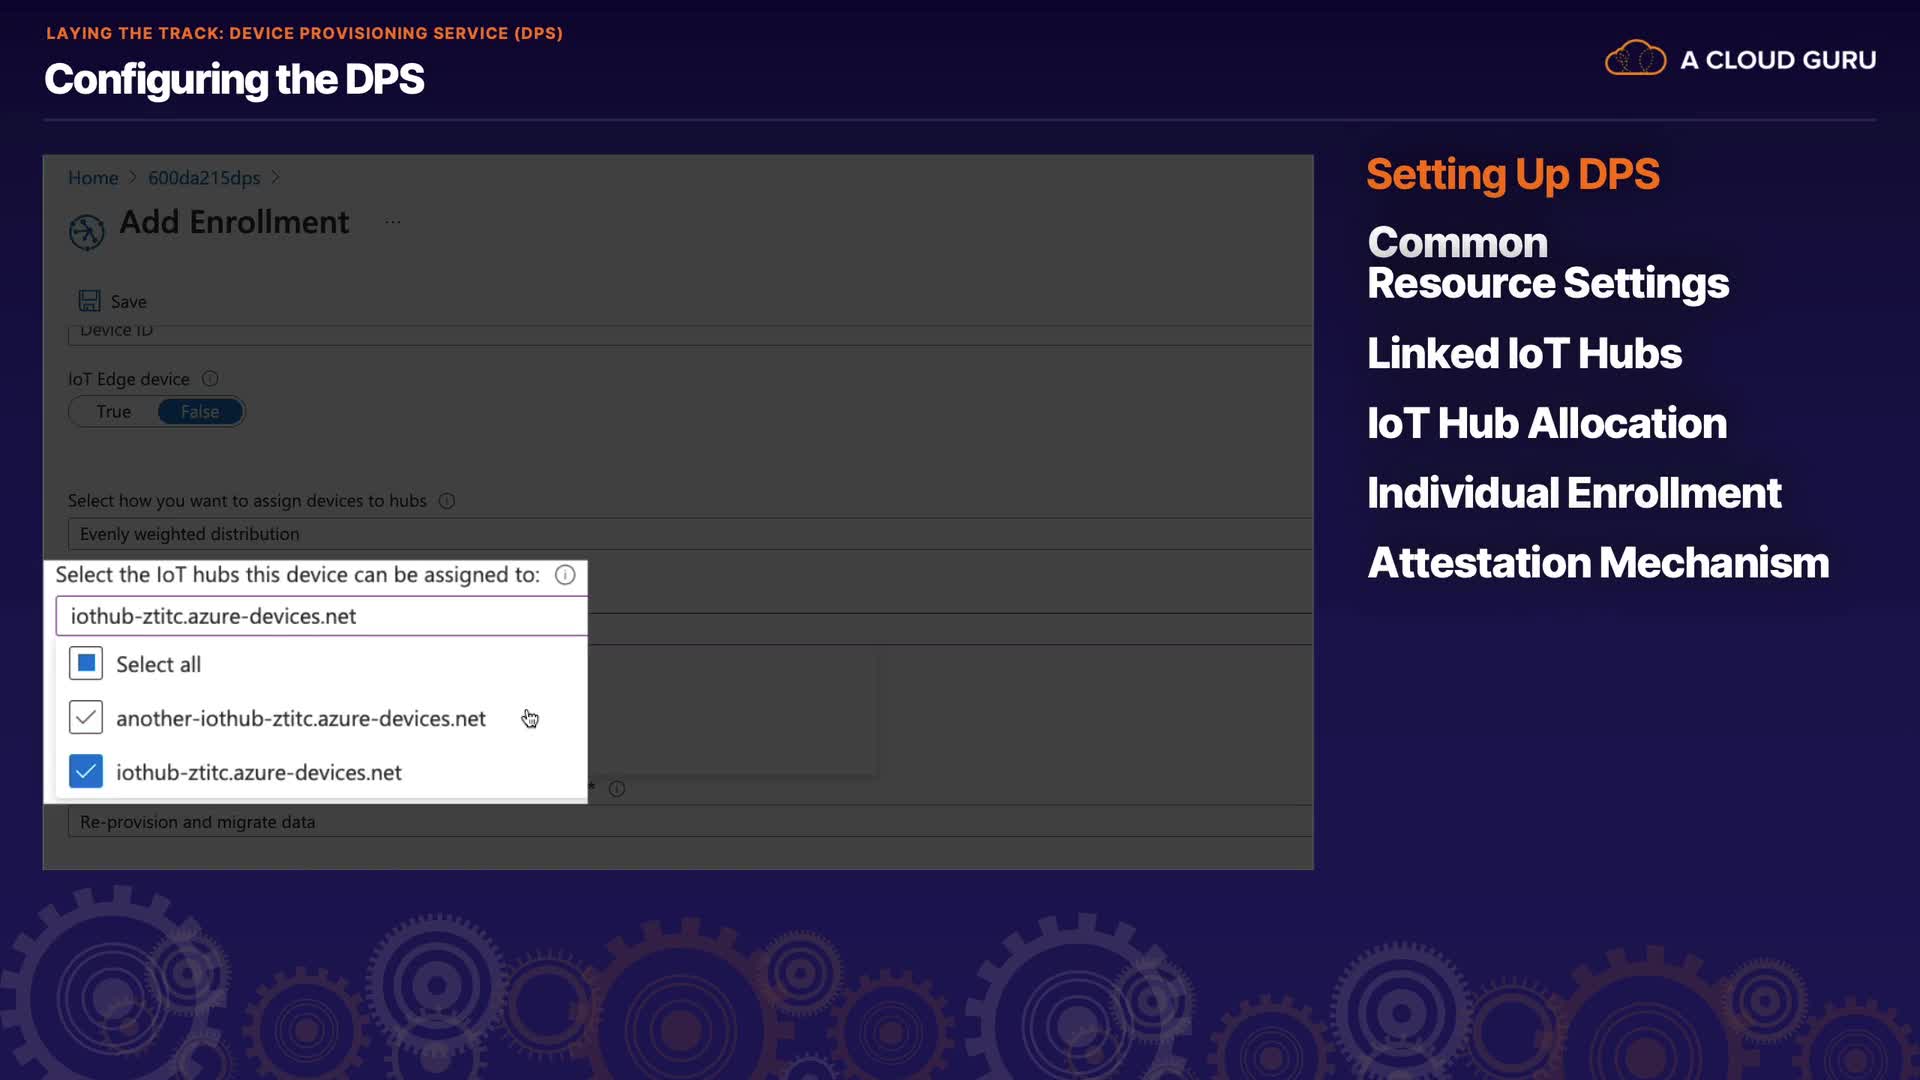 LAYING THE TRACK: DEVICE PROVISIONING SERVICE (DPS)
Configuring the DPS
A CLOUD GURU
Home > 600da215dps >
Add Enrollment ...
Save
Device ID
IoT Edge device
True False
Select how you want to assign devices to hubs
Evenly weighted distribution
Select the IoT hubs this device can be assigned to:
iothub-ztitc.azure-devices.net
Select all
another-iothub-ztitc.azure-devices.net
iothub-ztitc.azure-devices.net
*
Re-provision and migrate data
Setting Up DPS
Common
Resource Settings
Linked IoT Hubs
IoT Hub Allocation
Individual Enrollment
Attestation Mechanism